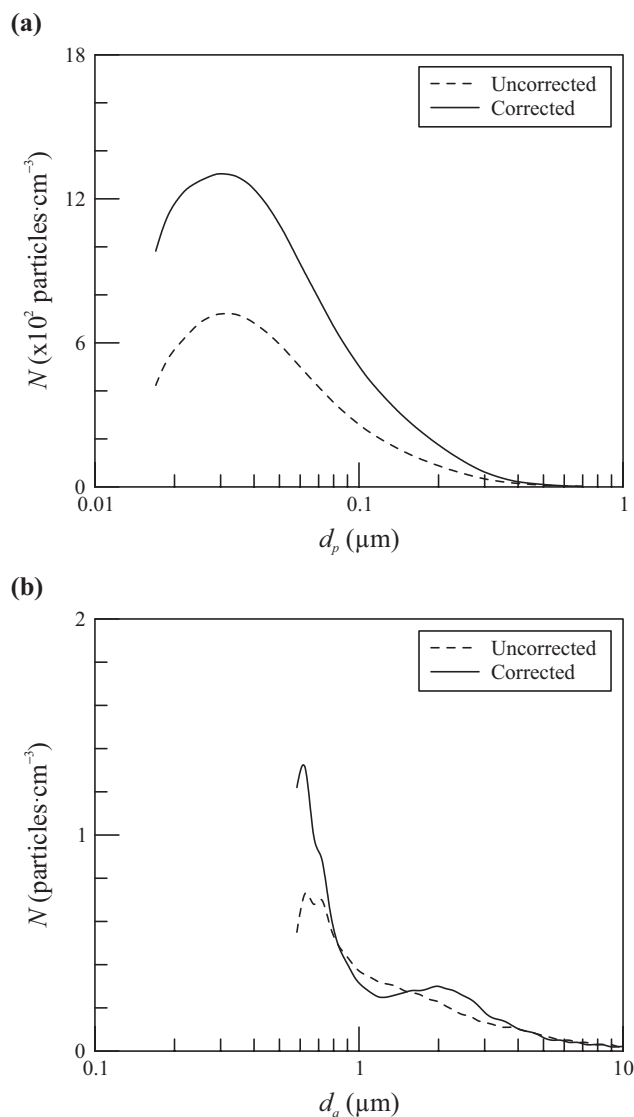 (a)
18
Uncorrected
Corrected
12
N (x10² particles·cm⁻³)
6
0
0.01
0.1
1
dₚ (µm)
(b)
2
Uncorrected
Corrected
N (particles·cm⁻³)
1
0
0.1
1
10
dₐ (µm)